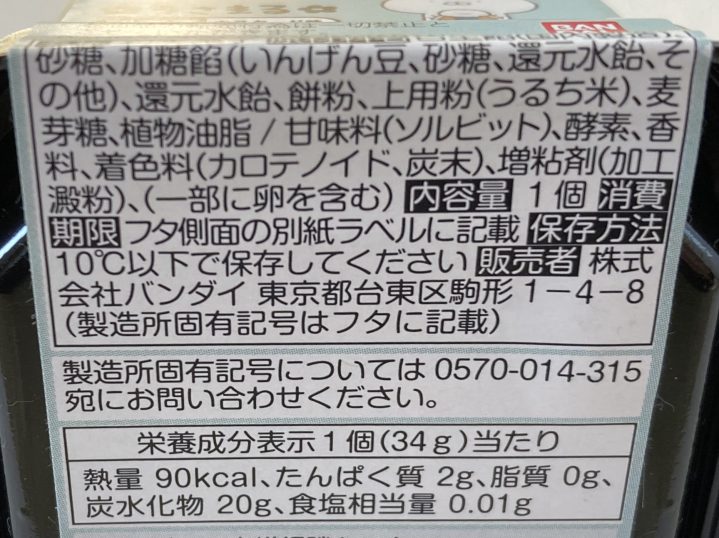 BAN
砂糖、加糖餡(いんげん豆、砂糖、還元水飴、そ
の他)、還元水飴、餅粉、上用粉(うるち米)、麦
芽糖、植物油脂 / 甘味料(ソルビット)、酵素、香
料、着色料(カロテノイド、炭末)、増粘剤(加工
澱粉)、(一部に卵を含む) 内容量 1個 消費
期限 フタ側面の別紙ラベルに記載 保存方法
10℃以下で保存してください 販売者 株式
会社バンダイ 東京都台東区駒形 1-4-8
(製造所固有記号はフタに記載)
製造所固有記号については 0570-014-315
宛にお問い合わせください。
栄養成分表示1個(34g)当たり
熱量 90kcal、たんぱく質 2g、脂質 0g、
炭水化物 20g、食塩相当量 0.01g